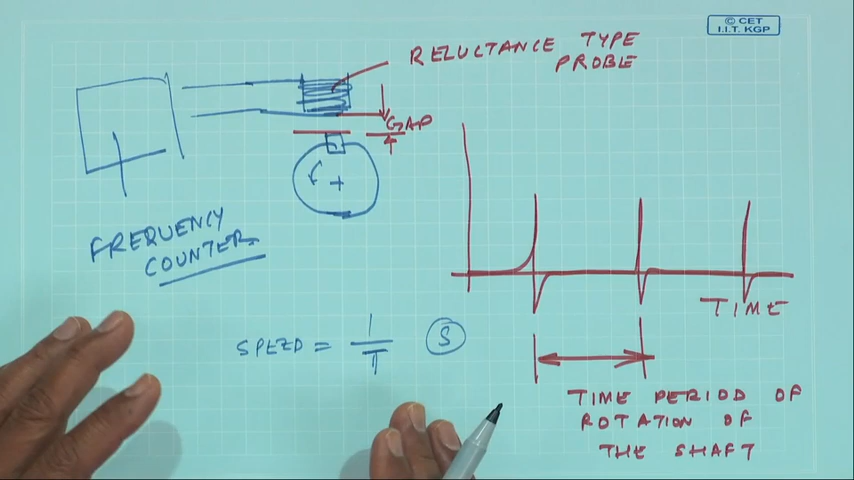 © CET
I.I.T. KGP
RELUCTANCE TYPE
PROBE
GAP
FREQUENCY
COUNTER
TIME
SPEED = 1/T S
TIME PERIOD OF
ROTATION OF
THE SHAFT